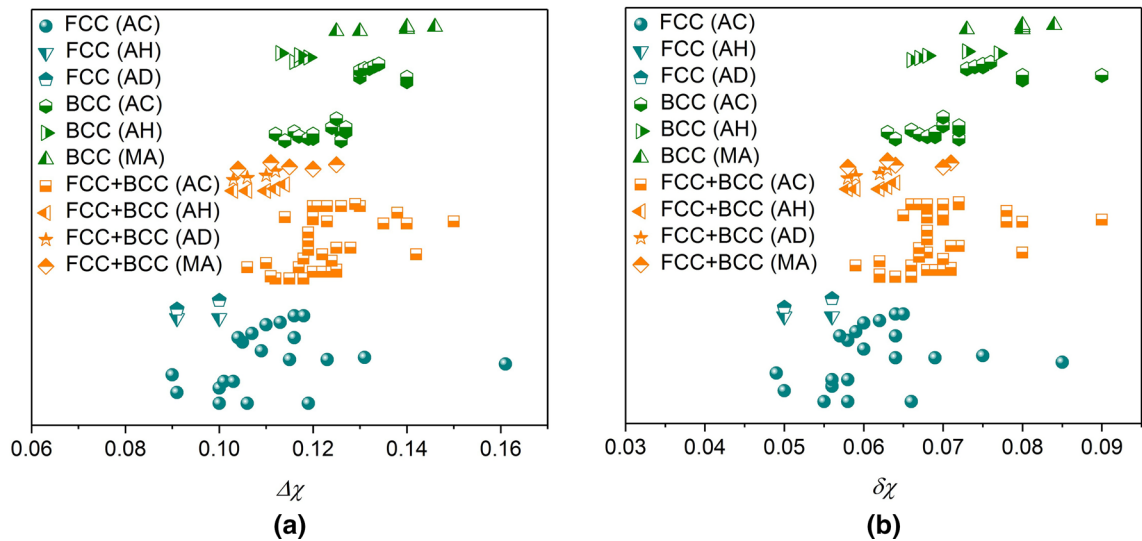 FCC (AC)
FCC (AH)
FCC (AD)
BCC (AC)
BCC (AH)
BCC (MA)
FCC+BCC (AC)
FCC+BCC (AH)
FCC+BCC (AD)
FCC+BCC (MA)
0.06 0.08 0.10 0.12 0.14 0.16
Δχ
(a)
FCC (AC)
FCC (AH)
FCC (AD)
BCC (AC)
BCC (AH)
BCC (MA)
FCC+BCC (AC)
FCC+BCC (AH)
FCC+BCC (AD)
FCC+BCC (MA)
0.03 0.04 0.05 0.06 0.07 0.08 0.09
δχ
(b)